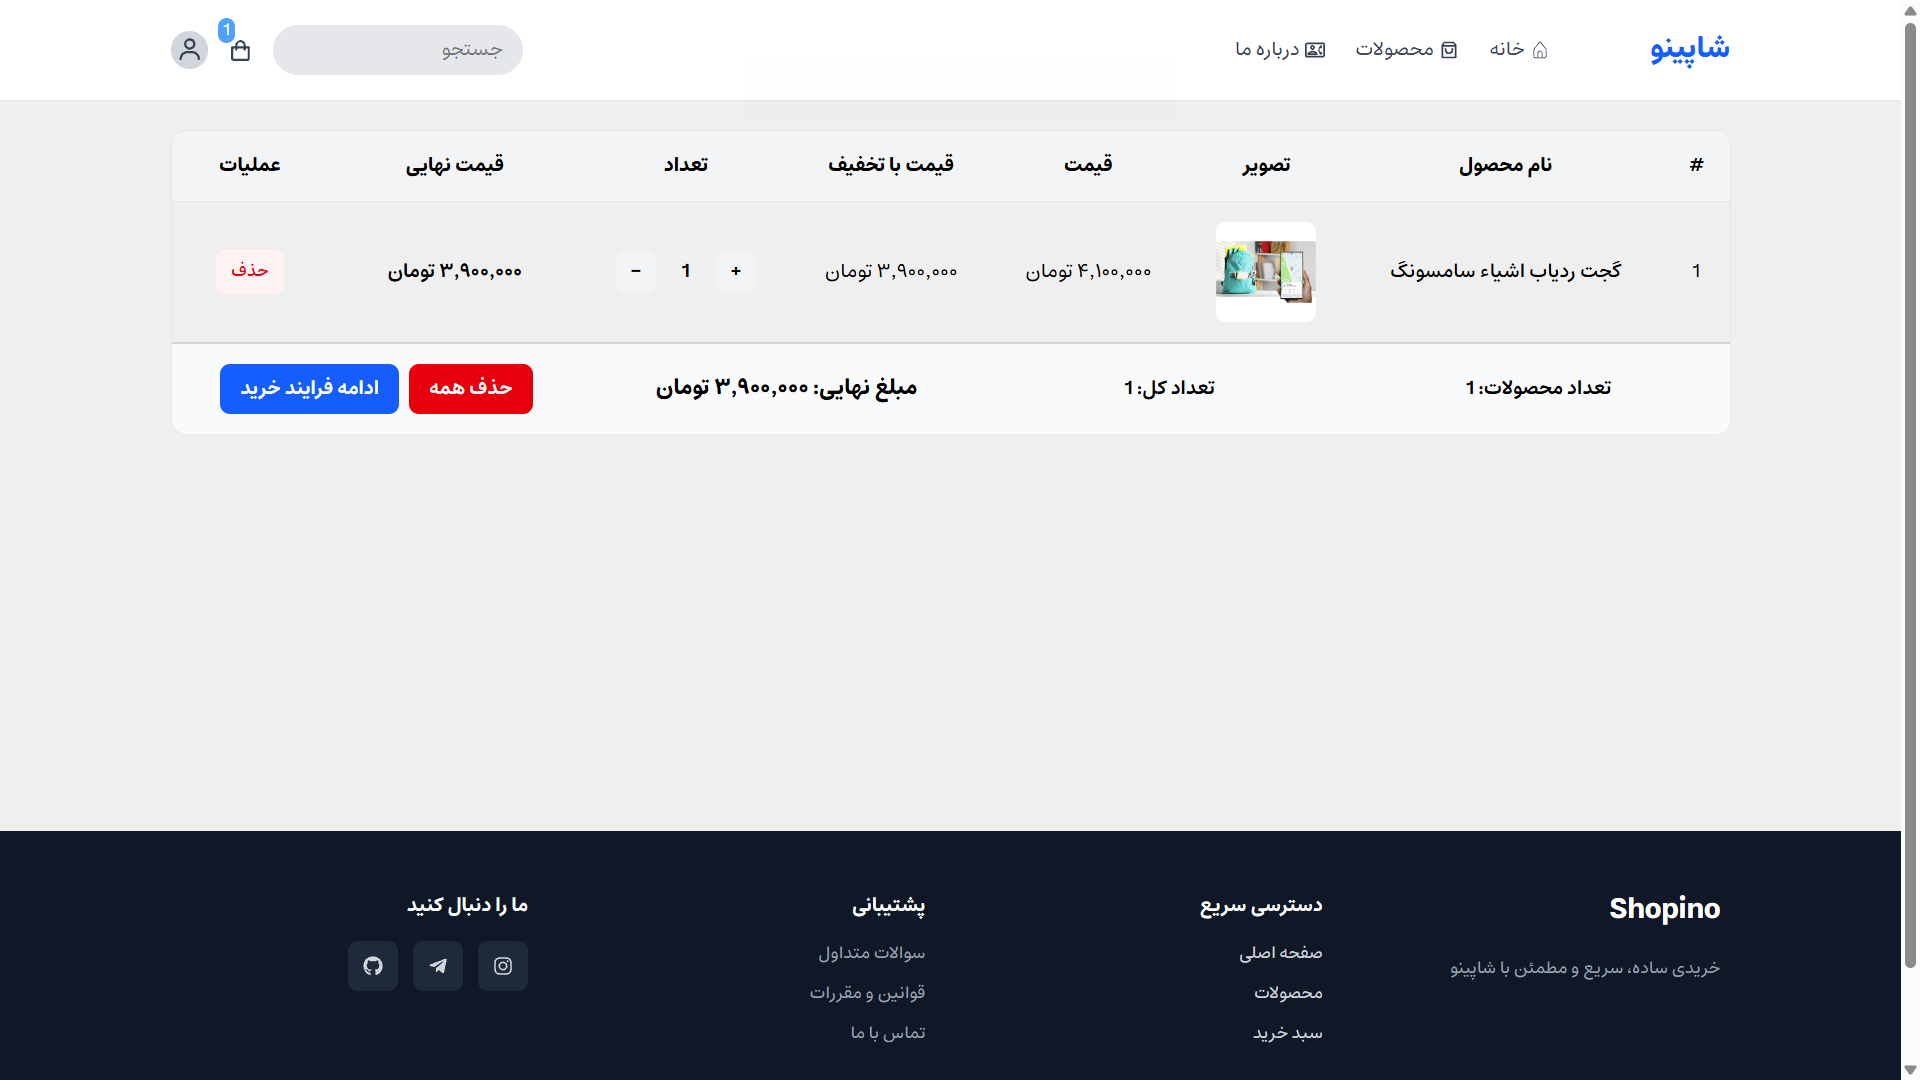 شاپینو
خانه
محصولات
درباره ما
جستجو
1
# نام محصول تصویر قیمت قیمت با تخفیف تعداد قیمت نهایی عملیات
1 گجت ردیاب اشیاء سامسونگ ۴,۱۰۰,۰۰۰ تومان ۳,۹۰۰,۰۰۰ تومان + 1 − ۳,۹۰۰,۰۰۰ تومان حذف
تعداد محصولات: 1 تعداد کل: 1 مبلغ نهایی: ۳,۹۰۰,۰۰۰ تومان حذف همه ادامه فرایند خرید
Shopino
خریدی ساده، سریع و مطمئن با شاپینو
دسترسی سریع
صفحه اصلی
محصولات
سبد خرید
پشتیبانی
سوالات متداول
قوانین و مقررات
تماس با ما
ما را دنبال کنید